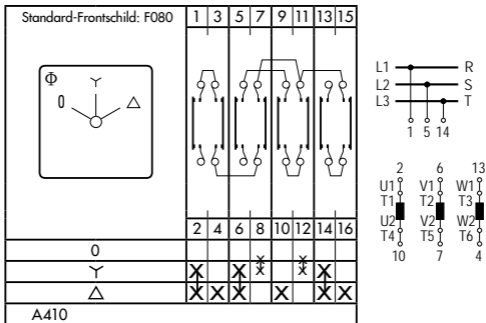 Standard-Frontschild: F080 1 3 5 7 9 11 13 15
0
L1 R
L2 S
L3 T
1 5 14
2 6 13
U1 V1 W1
T1 T2 T3
U2 V2 W2
T4 T5 T6
10 7 4
2 4 6 8 10 12 14 16
0 X X
Y X X X X X
Δ X X X X X X
A410